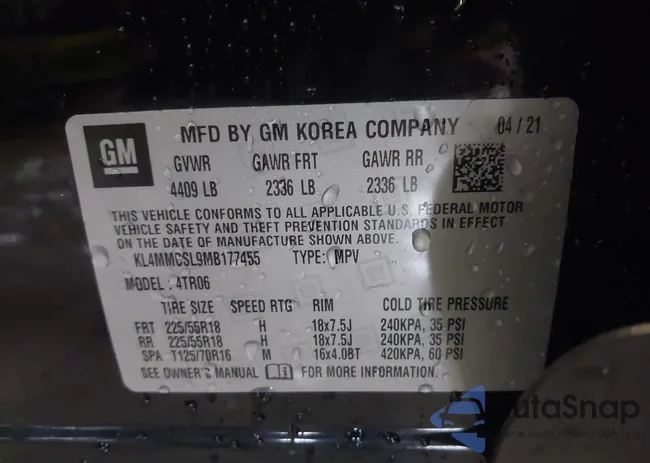 GM MFD BY GM KOREA COMPANY 04 / 21
GVWR GAWR FRT GAWR RR
4409 LB 2336 LB 2336 LB
THIS VEHICLE CONFORMS TO ALL APPLICABLE U.S. FEDERAL MOTOR
VEHICLE SAFETY AND THEFT PREVENTION STANDARDS IN EFFECT
ON THE DATE OF MANUFACTURE SHOWN ABOVE.
KL4MMCSL9MB177455 TYPE: MPV
MODEL: 4TR06
TIRE SIZE SPEED RTG RIM COLD TIRE PRESSURE
FRT 225/55R18 H 18x7.5J 240KPA, 35 PSI
RR 225/55R18 H 18x7.5J 240KPA, 35 PSI
SPA T125/70R16 M 16x4.0BT 420KPA, 60 PSI
SEE OWNER'S MANUAL FOR MORE INFORMATION.
AutaSnap